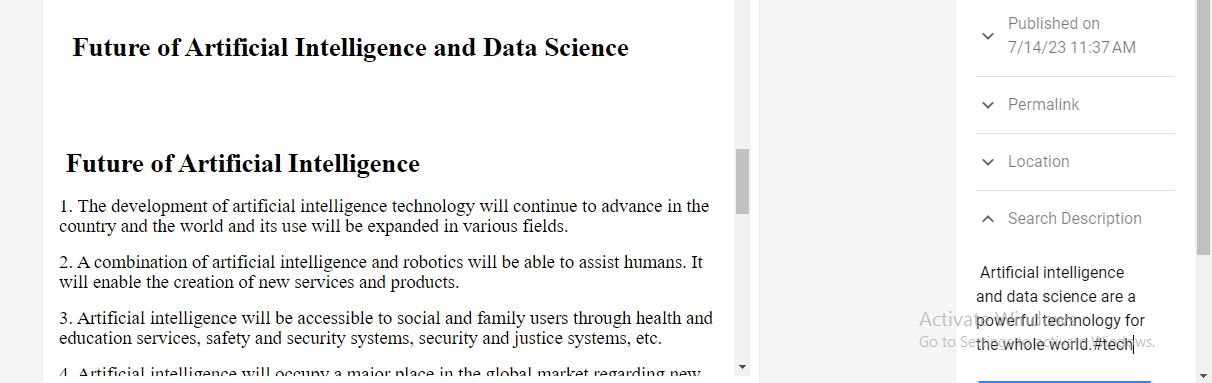 Future of Artificial Intelligence and Data Science
Future of Artificial Intelligence
1. The development of artificial intelligence technology will continue to advance in the
country and the world and its use will be expanded in various fields.
2. A combination of artificial intelligence and robotics will be able to assist humans. It
will enable the creation of new services and products.
3. Artificial intelligence will be accessible to social and family users through health and
education services, safety and security systems, security and justice systems, etc.
4. Artificial intelligence will occupy a major place in the global market regarding new
Published on
7/14/23 11:37 AM
Permalink
Location
Search Description
Artificial intelligence
and data science are a
powerful technology for
the whole world.#tech
Activate Windows
Go to Settings to activate Windows.